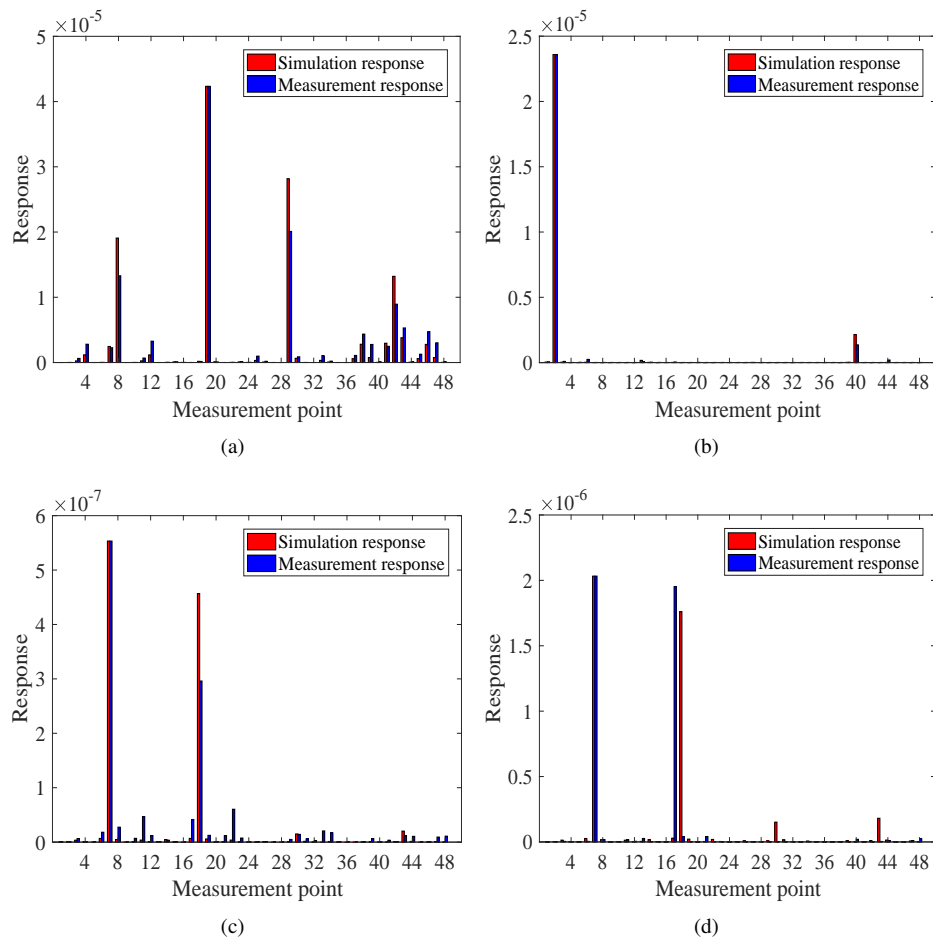 ×10-5
5
4
3
2
1
0
Response
Simulation response
Measurement response
4 8 12 16 20 24 28 32 36 40 44 48
Measurement point
(a)
×10-5
2.5
2
1.5
1
0.5
0
Response
Simulation response
Measurement response
4 8 12 16 20 24 28 32 36 40 44 48
Measurement point
(b)
×10-7
6
5
4
3
2
1
0
Response
Simulation response
Measurement response
4 8 12 16 20 24 28 32 36 40 44 48
Measurement point
(c)
×10-6
2.5
2
1.5
1
0.5
0
Response
Simulation response
Measurement response
4 8 12 16 20 24 28 32 36 40 44 48
Measurement point
(d)